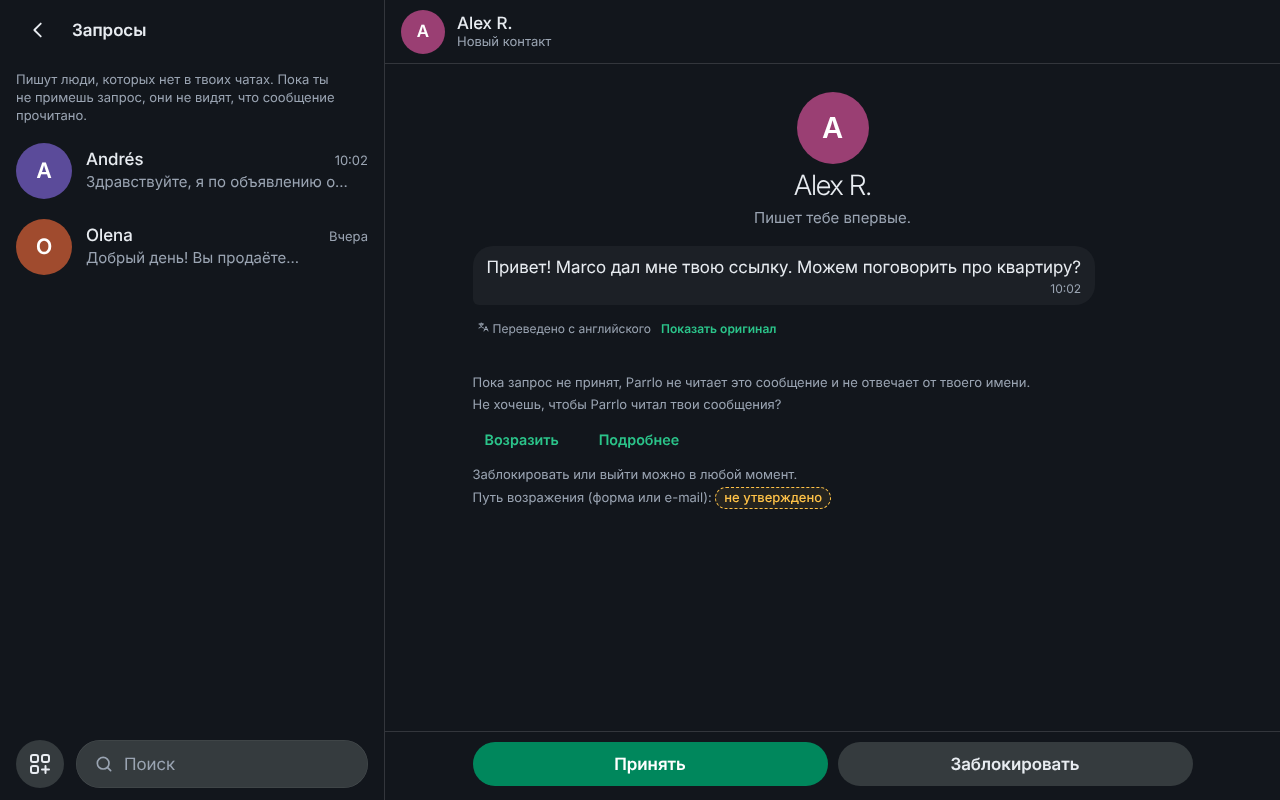 Запросы
Пишут люди, которых нет в твоих чатах. Пока ты
не примешь запрос, они не видят, что сообщение
прочитано.
A
Andrés
10:02
Здравствуйте, я по объявлению о…
O
Olena
Вчера
Добрый день! Вы продаёте…
Поиск
A
Alex R.
Новый контакт
A
Alex R.
Пишет тебе впервые.
Привет! Marco дал мне твою ссылку. Можем поговорить про квартиру?
10:02
Переведено с английского Показать оригинал
Пока запрос не принят, Parrlo не читает это сообщение и не отвечает от твоего имени.
Не хочешь, чтобы Parrlo читал твои сообщения?
Возразить Подробнее
Заблокировать или выйти можно в любой момент.
Путь возражения (форма или e-mail): не утверждено
Принять Заблокировать